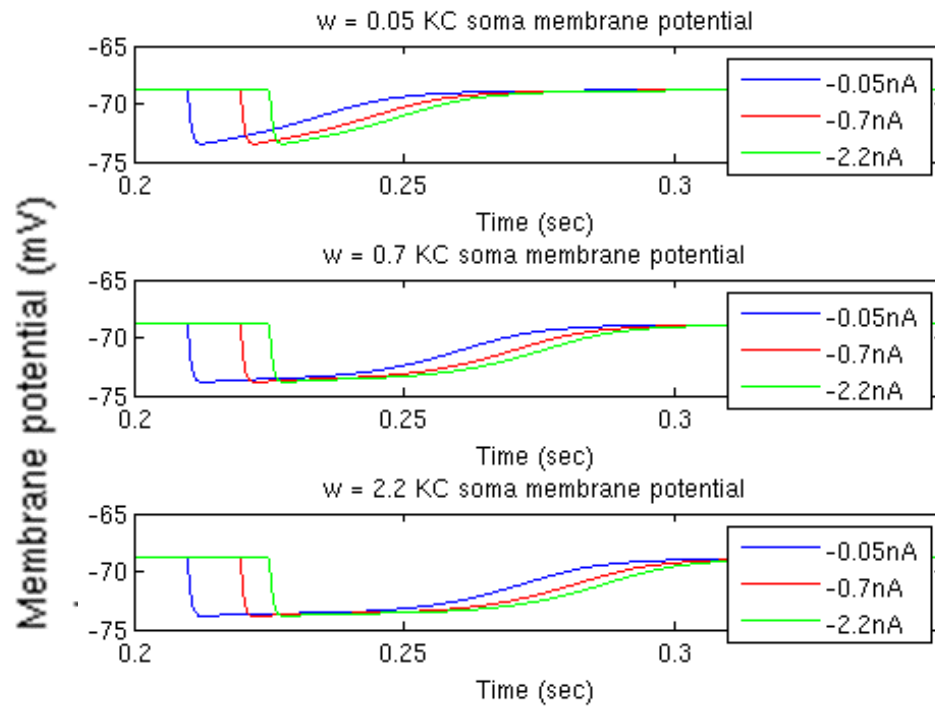 w = 0.05 KC soma membrane potential
-65
-70
-75
0.2
0.25
0.3
Time (sec)
-0.05nA
-0.7nA
-2.2nA
w = 0.7 KC soma membrane potential
-65
-70
-75
0.2
0.25
0.3
Time (sec)
-0.05nA
-0.7nA
-2.2nA
w = 2.2 KC soma membrane potential
-65
-70
-75
0.2
0.25
0.3
Time (sec)
-0.05nA
-0.7nA
-2.2nA
Membrane potential (mV)